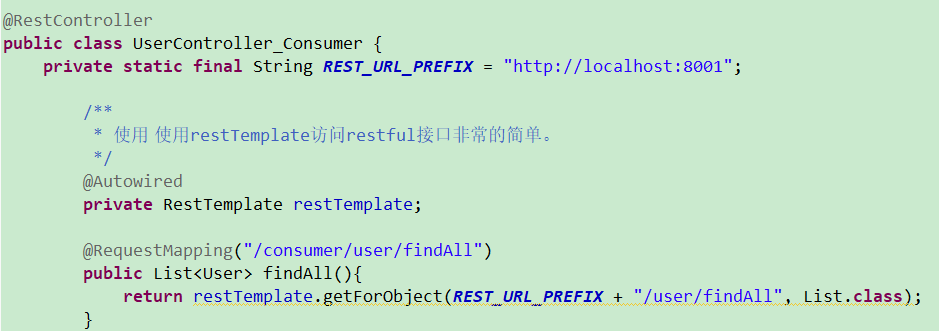 @RestController
public class UserController_Consumer {
private static final String REST_URL_PREFIX = "http://localhost:8001";
/**
* 使用 使用restTemplate访问restful接口非常的简单。
*/
@Autowired
private RestTemplate restTemplate;
@RequestMapping("/consumer/user/findAll")
public List<User> findAll(){
return restTemplate.getForObject(REST_URL_PREFIX + "/user/findAll", List.class);
}